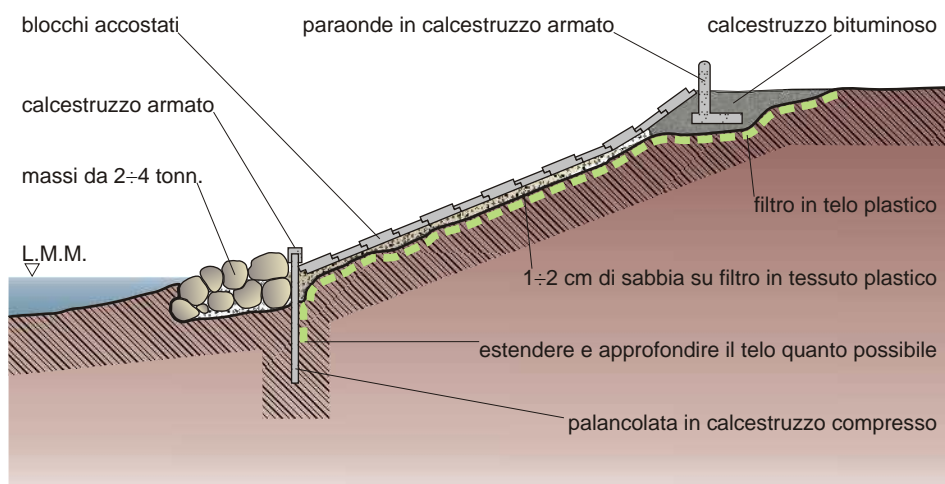 blocchi accostati
paraonde in calcestruzzo armato
calcestruzzo bituminoso
calcestruzzo armato
massi da 2÷4 tonn.
filtro in telo plastico
L.M.M.
1÷2 cm di sabbia su filtro in tessuto plastico
estendere e approfondire il telo quanto possibile
palancolata in calcestruzzo compresso